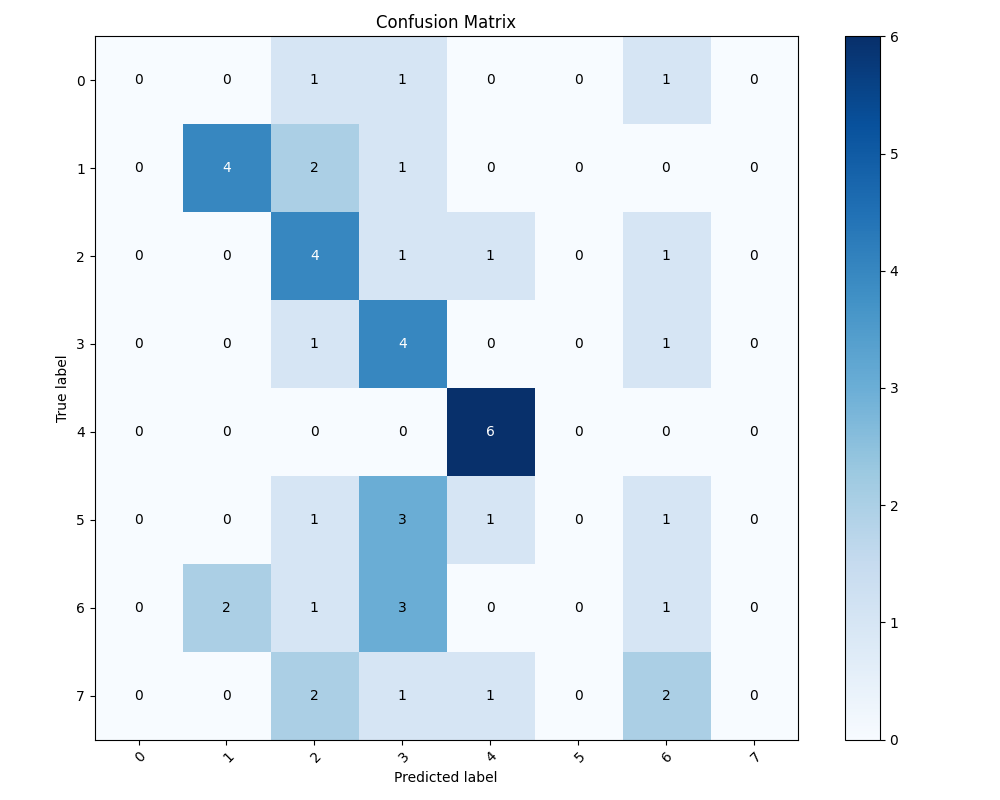 Confusion Matrix
0 0 0 1 1 0 0 1 0
1 0 4 2 1 0 0 0 0
2 0 0 4 1 1 0 1 0
3 0 0 1 4 0 0 1 0
4 0 0 0 0 6 0 0 0
5 0 0 1 3 1 0 1 0
6 0 2 1 3 0 0 1 0
7 0 0 2 1 1 0 2 0
0 1 2 3 4 5 6 7
True label
Predicted label
6
5
4
3
2
1
0